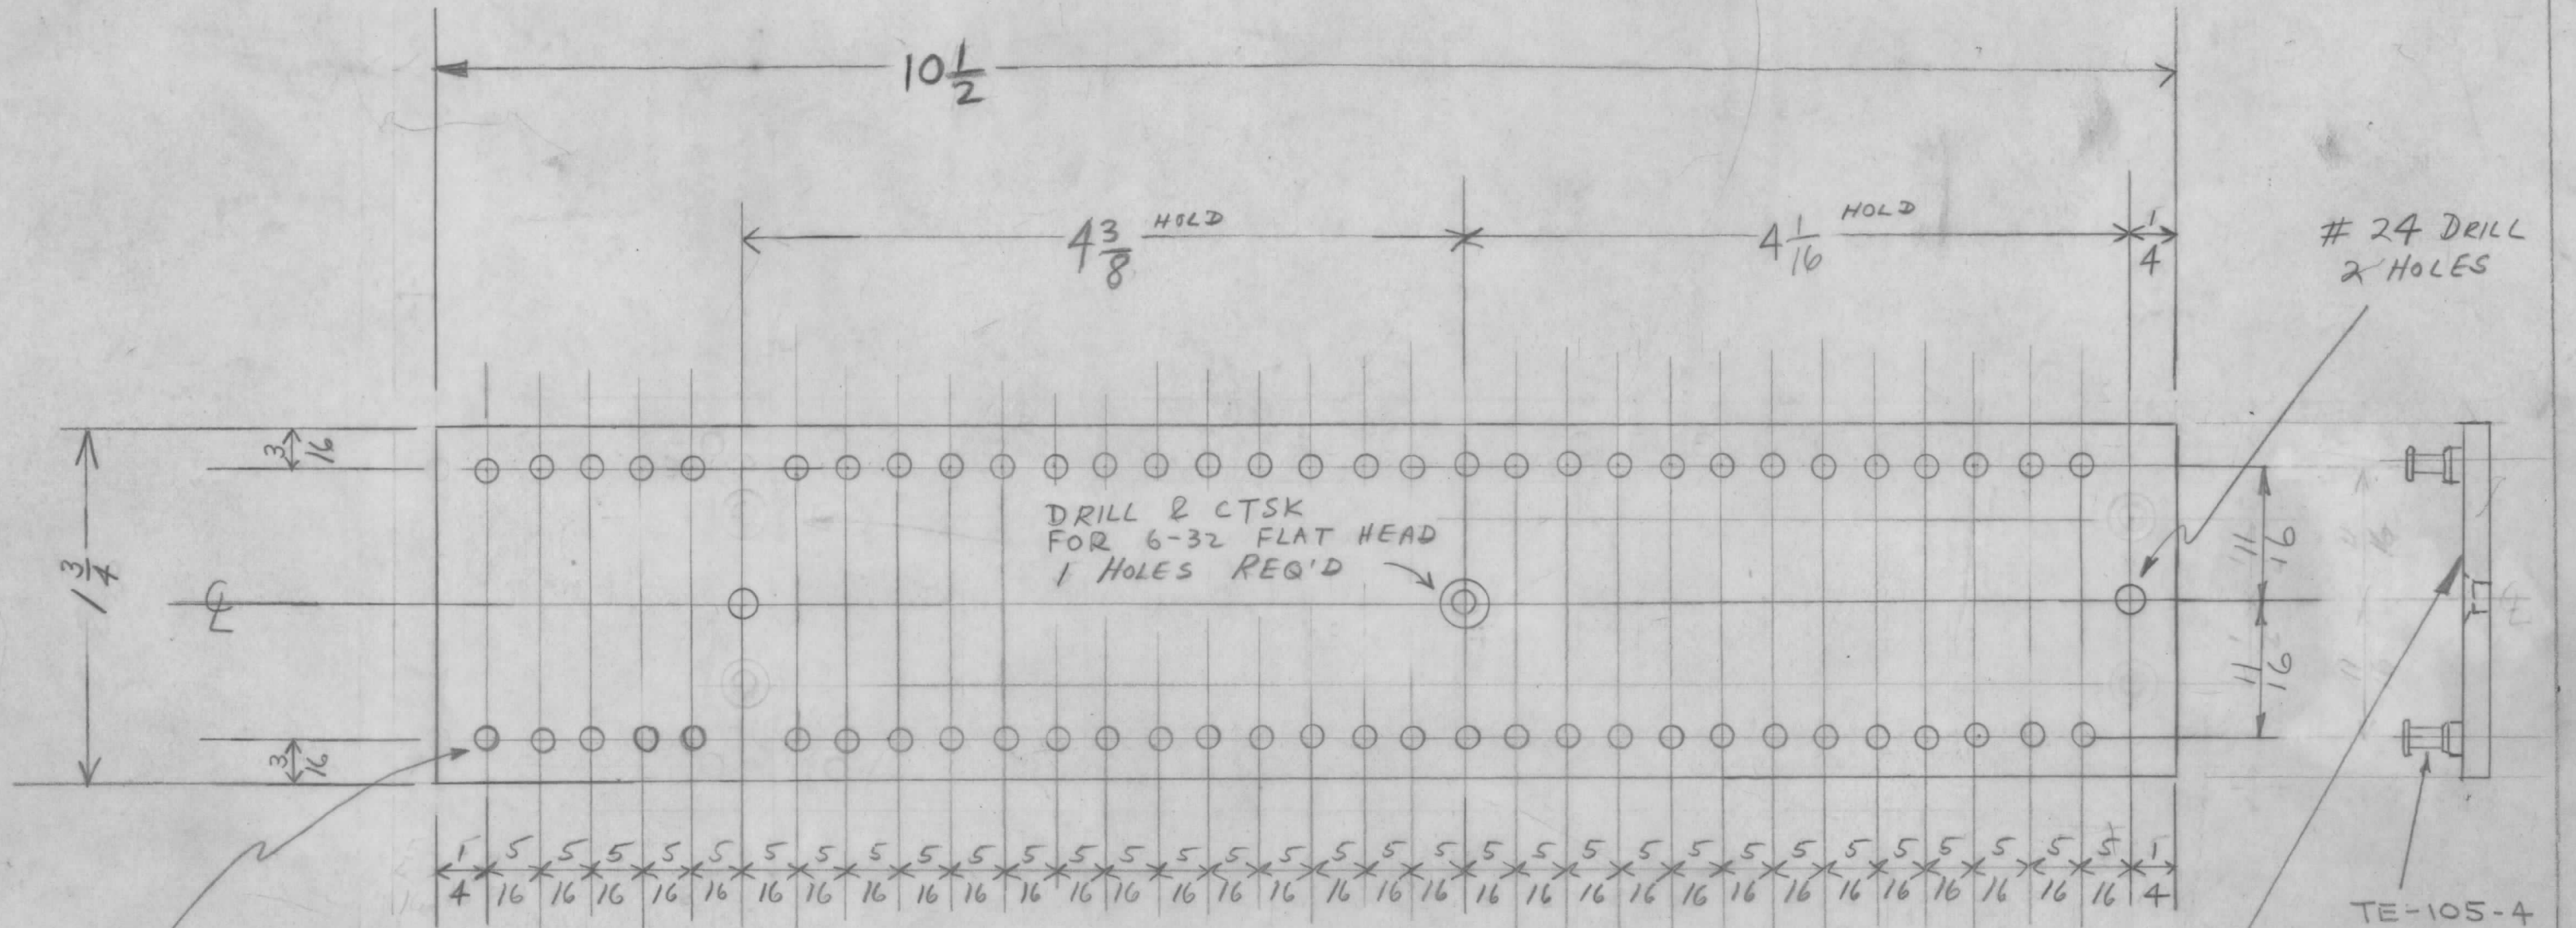 10 1/2
4 3/8 HOLD
4 1/16 HOLD
1/4
# 24 DRILL
2 HOLES
3/16
1 3/4
℄
DRILL & CTSK
FOR 6-32 FLAT HEAD
1 HOLES REQ'D
11/16
11/16
3/16
1/4 5/16 5/16 5/16 5/16 5/16 5/16 5/16 5/16 5/16 5/16 5/16 5/16 5/16 5/16 5/16 5/16 5/16 5/16 5/16 5/16 5/16 5/16 5/16 5/16 5/16 5/16 5/16 5/16 5/16 5/16 5/16 5/16 1/4
TE-105-4